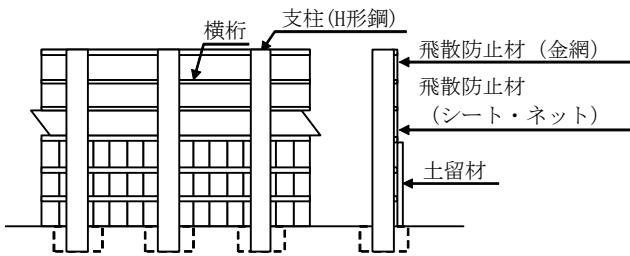 支柱(H形鋼)
横桁
飛散防止材（金網）
飛散防止材
（シート・ネット）
土留材